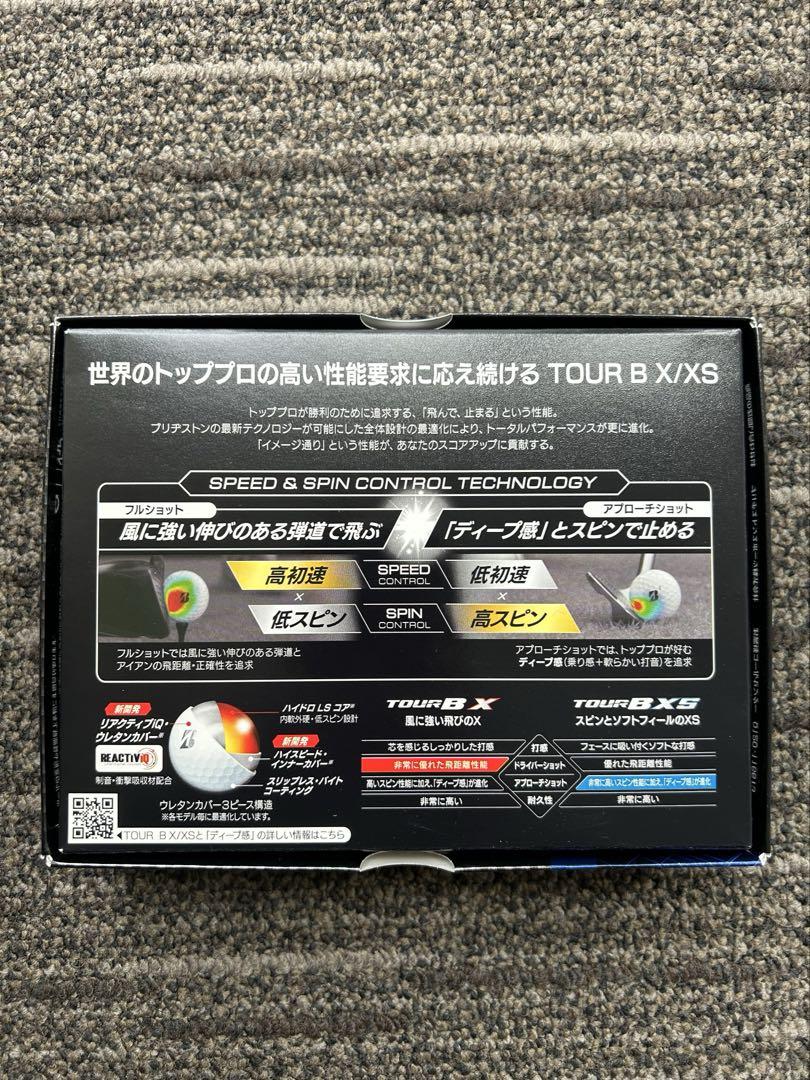 世界のトッププロの高い性能要求に応え続ける TOUR B X/XS
トッププロが勝利のために追求する、「飛んで、止まる」という性能。
ブリヂストンの最新テクノロジーが可能にした全体設計の最適化により、トータルパフォーマンスが更に進化。
「イメージ通り」という性能が、あなたのスコアアップに貢献する。
SPEED & SPIN CONTROL TECHNOLOGY
フルショット
風に強い伸びのある弾道で飛ぶ
アプローチショット
「ディープ感」とスピンで止める
高初速 SPEED CONTROL 低初速
× ×
低スピン SPIN CONTROL 高スピン
フルショットでは風に強い伸びのある弾道と
アイアンの飛距離・正確性を追求
アプローチショットでは、トッププロが好む
ディープ感(乗り感+軟らかい打音)を追求
新開発
リアクティブiQ・
ウレタンカバー※
REACTIV iQ
制音・衝撃吸収材配合
ハイドロ LS コア※
内軟外硬・低スピン設計
新開発
ハイスピード・
インナーカバー※
スリップレス・バイト
コーティング
ウレタンカバー3ピース構造
※各モデル毎に最適化しています。
TOUR B X/XSと「ディープ感」の詳しい情報はこちら
TOUR B X
風に強い飛びのX
TOUR B XS
スピンとソフトフィールのXS
芯を感じるしっかりした打感 打感 フェースに吸い付くソフトな打感
非常に優れた飛距離性能 ドライバーショット 優れた飛距離性能
高いスピン性能に加え、「ディープ感」が進化 アプローチショット 非常に高いスピン性能に加え、「ディープ感」が進化
非常に高い 耐久性 非常に高い